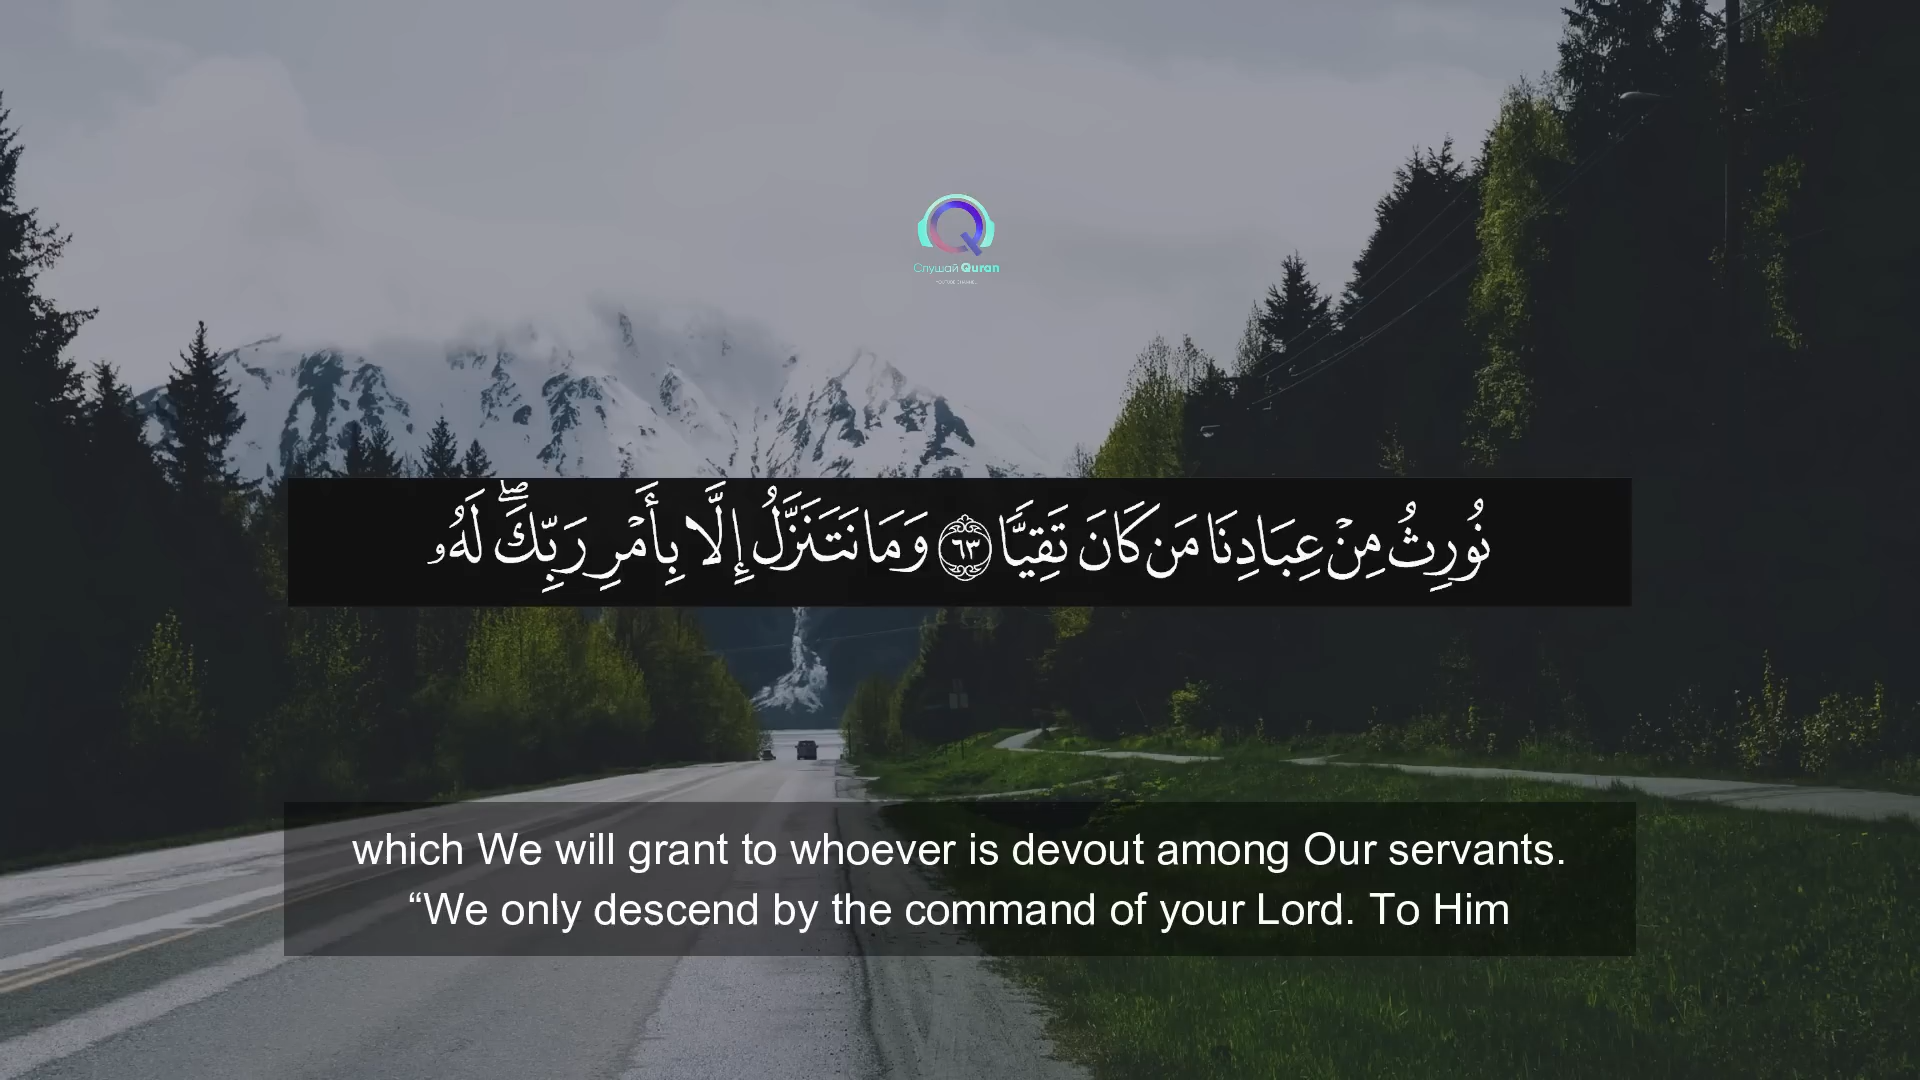 Слушай Quran
نُورِثُ مِنْ عِبَادِنَا مَن كَانَ تَقِيًّا ٦٣ وَمَا نَتَنَزَّلُ إِلَّا بِأَمْرِ رَبِّكَ ۖ لَهُۥ
which We will grant to whoever is devout among Our servants.
“We only descend by the command of your Lord. To Him